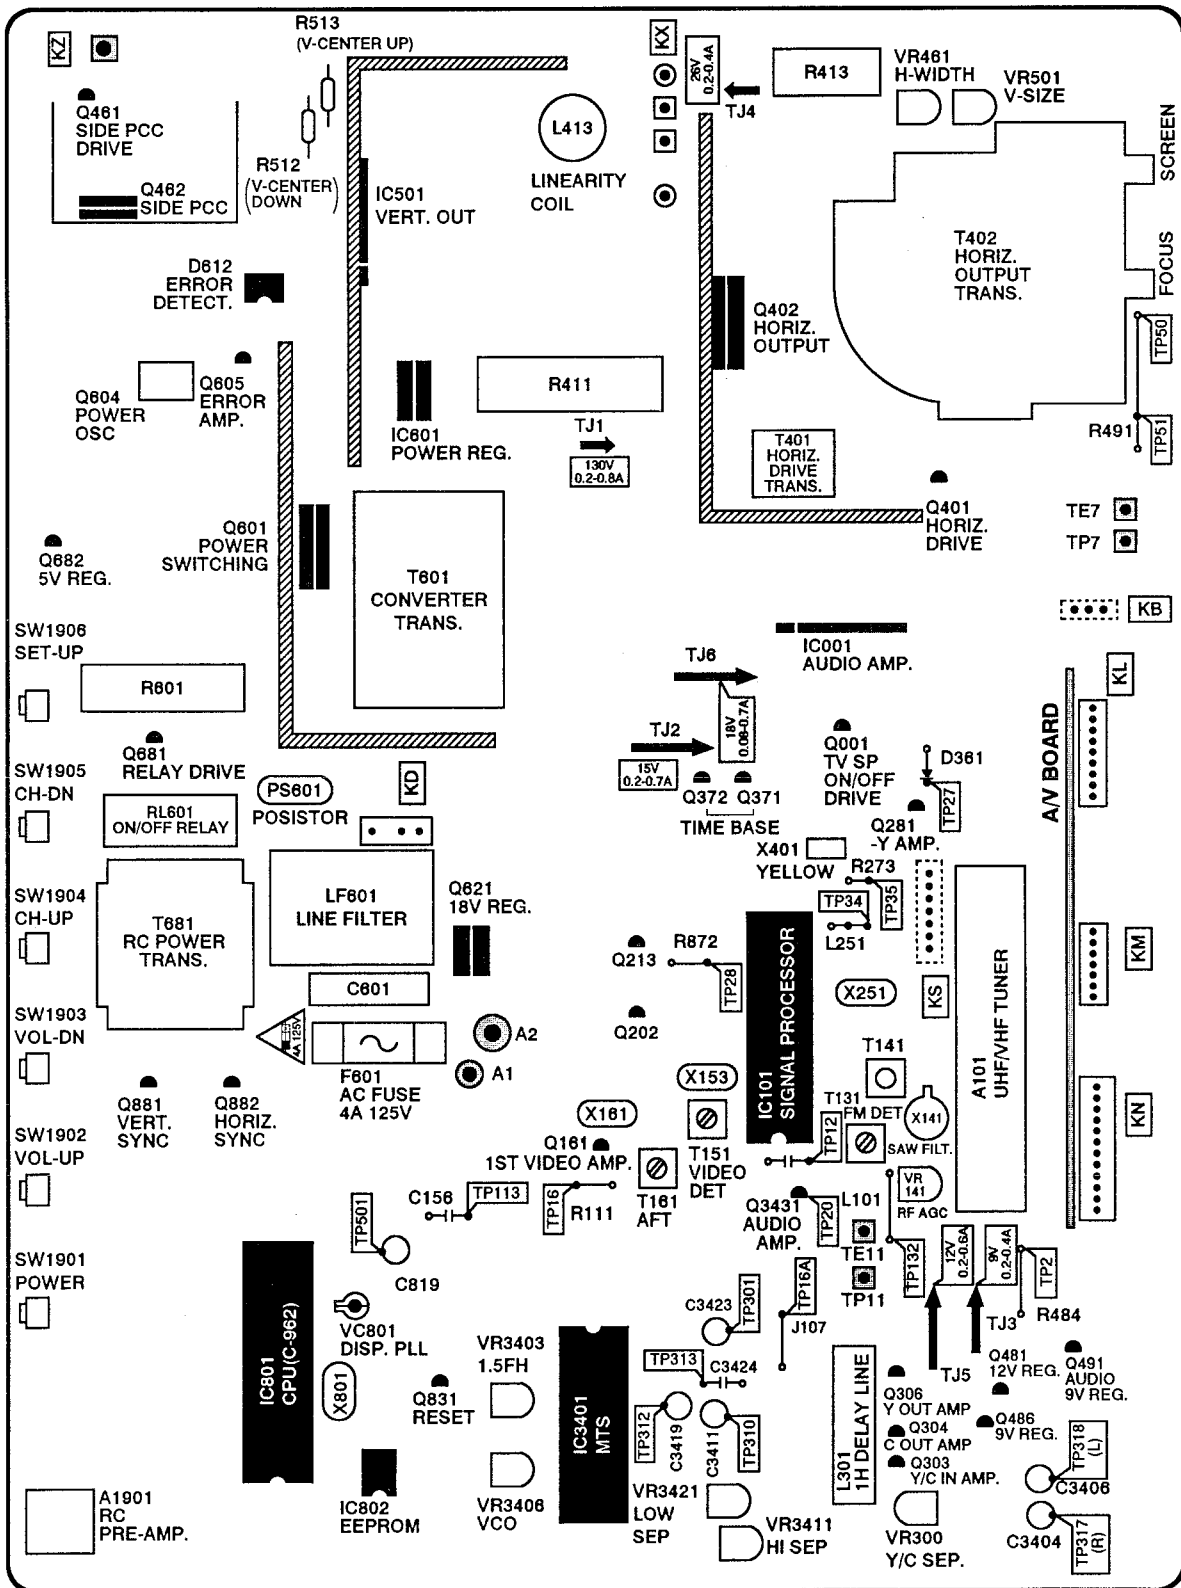 KZ
R513
(V-CENTER UP)
KX
26V
0.2-0.4A
TJ4
R413
VR461
H-WIDTH
VR501
V-SIZE
Q461
SIDE PCC
DRIVE
Q462
SIDE PCC
R512
(V-CENTER
DOWN)
IC501
VERT. OUT
L413
LINEARITY
COIL
SCREEN
T402
HORIZ.
OUTPUT
TRANS.
FOCUS
D612
ERROR
DETECT.
Q402
HORIZ.
OUTPUT
TP50
Q604
POWER
OSC
Q605
ERROR
AMP.
R411
IC601
POWER REG.
TJ1
130V
0.2-0.8A
T401
HORIZ.
DRIVE
TRANS.
R491
TP51
Q401
HORIZ.
DRIVE
TE7
TP7
Q682
5V REG.
Q601
POWER
SWITCHING
T601
CONVERTER
TRANS.
KB
SW1906
SET-UP
R601
IC001
AUDIO AMP.
TJ6
18V
0.08-0.7A
KL
TJ2
15V
0.2-0.7A
Q681
RELAY DRIVE
Q001
TV SP
ON/OFF
DRIVE
D361
TP27
A/V BOARD
SW1905
CH-DN
RL601
ON/OFF RELAY
PS601
POSISTOR
KD
Q372
Q371
TIME BASE
Q281
-Y AMP.
X401
YELLOW
R273
TP34
TP35
L251
SW1904
CH-UP
T681
RC POWER
TRANS.
LF601
LINE FILTER
Q621
18V REG.
Q213
R872
TP28
KM
C601
X251
KS
SW1903
VOL-DN
4A 125V
F601
AC FUSE
4A 125V
A2
A1
Q202
IC101
SIGNAL PROCESSOR
T141
A101
UHF/VHF TUNER
Q881
VERT.
SYNC
Q882
HORIZ.
SYNC
X153
X161
T131
FM DET
TP12
X141
SAW FILT.
KN
SW1902
VOL-UP
Q161
1ST VIDEO AMP.
T151
VIDEO
DET
T161
AFT
VR
141
RF AGC
C156
TP113
TP16
R111
Q3431
AUDIO
AMP.
TP20
L101
TE11
TP11
TP132
12V
0.2-0.6A
9V
0.2-0.4A
TP2
SW1901
POWER
TP501
C819
C3423
TP301
TP16A
J107
TJ3
R484
VC801
DISP. PLL
VR3403
1.5FH
TP313
C3424
TJ5
Q481
12V REG.
Q491
AUDIO
9V REG.
IC801
CPU(C-962)
X801
Q831
RESET
IC3401
MTS
TP312
C3419
C3411
TP310
L301
1H DELAY LINE
Q306
Y OUT AMP
Q304
C OUT AMP
Q303
Y/C IN AMP.
Q486
9V REG.
TP318
(L)
C3406
A1901
RC
PRE-AMP.
IC802
EEPROM
VR3406
VCO
VR3421
LOW
SEP
VR3411
HI SEP
VR300
Y/C SEP.
C3404
TP317
(R)